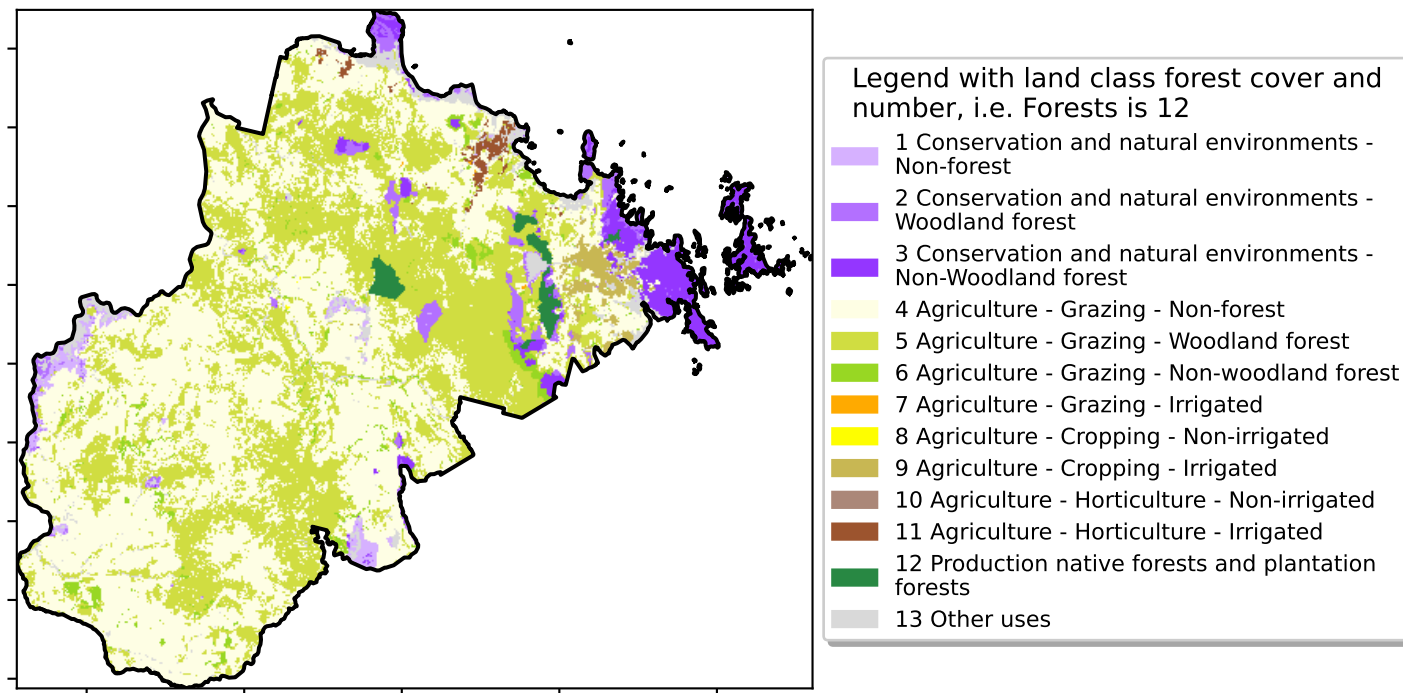 Legend with land class forest cover and
number, i.e. Forests is 12
1 Conservation and natural environments -
Non-forest
2 Conservation and natural environments -
Woodland forest
3 Conservation and natural environments -
Non-Woodland forest
4 Agriculture - Grazing - Non-forest
5 Agriculture - Grazing - Woodland forest
6 Agriculture - Grazing - Non-woodland forest
7 Agriculture - Grazing - Irrigated
8 Agriculture - Cropping - Non-irrigated
9 Agriculture - Cropping - Irrigated
10 Agriculture - Horticulture - Non-irrigated
11 Agriculture - Horticulture - Irrigated
12 Production native forests and plantation
forests
13 Other uses